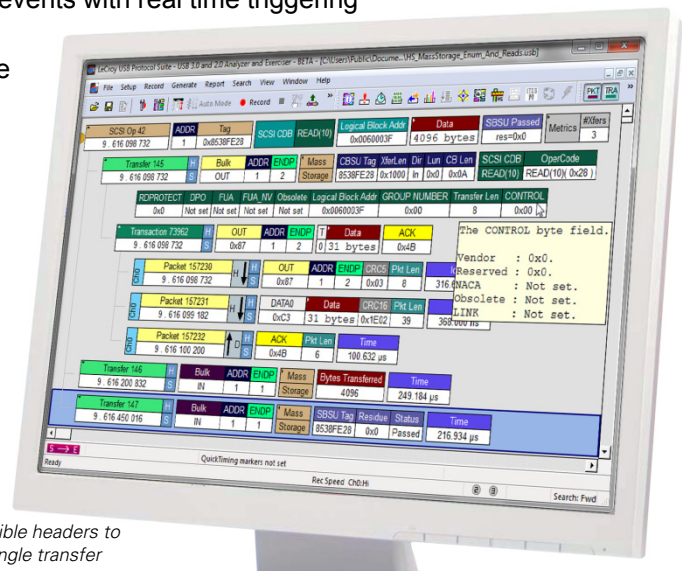 events with real time triggering
e
LeCroy USB Protocol Suite - USB 3.0 and 2.0 Analyzer and Exerciser - BETA - [C:\Users\Public\Docume...\HS_MassStorage_Enum_And_Reads.usb]
File Setup Record Generate Report Search View Window Help
Auto Mode Record PKT TRA
SCSI Op 42 ADDR Tag SCSI CDB READ(10) Logical Block Addr Data SBSU Passed Metrics #Xfers
9 . 616 098 732 1 0x8538FE28 0x0060003F 4096 bytes res=0x0 3
Transfer 145 H Bulk ADDR ENDP Mass CBSU Tag XferLen Dir Lun CB Len SCSI CDB OperCode
9 . 616 098 732 S OUT 1 2 Storage 8538FE28 0x1000 In 0x0 0x0A READ(10) READ(10)( 0x28 )
RDPROTECT DPO FUA FUA_NV Obsolete Logical Block Addr GROUP NUMBER Transfer Len CONTROL
0x0 Not set Not set Not set Not set 0x0060003F 0x00 8 0x00
Transaction 73962 H OUT ADDR ENDP T Data ACK
9 . 616 098 732 S 0x87 1 2 0 31 bytes 0x4B
The CONTROL byte field.
Vendor : 0x0.
Reserved : 0x0.
NACA : Not set.
Obsolete : Not set.
LINK : Not set.
Ch0 Packet 157230 H H OUT ADDR ENDP CRC5 Pkt Len
9 . 616 098 732 S 0x87 1 2 0x03 8 316.6
Ch0 Packet 157231 H H DATA0 Data CRC16 Pkt Len
9 . 616 099 182 S 0xC3 31 bytes 0x1E02 39 368.000 ns
Ch0 Packet 157232 D H ACK Pkt Len Time
9 . 616 100 200 S 0x4B 6 100.632 µs
Transfer 146 H Bulk ADDR ENDP Mass Bytes Transferred Time
9 . 616 200 832 S IN 1 1 Storage 4096 249.184 µs
Transfer 147 H Bulk ADDR ENDP Mass SBSU Tag Residue Status Time
9 . 616 450 016 S IN 1 1 Storage 8538FE28 0x0 Passed 216.934 µs
S → E
Ready QuickTiming markers not set Rec Speed Ch0:Hi 2 3 Search: Fwd
ible headers to
ngle transfer